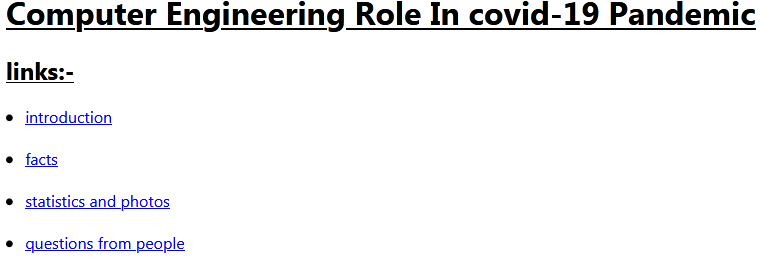 Computer Engineering Role In covid-19 Pandemic
links:-
introduction
facts
statistics and photos
questions from people